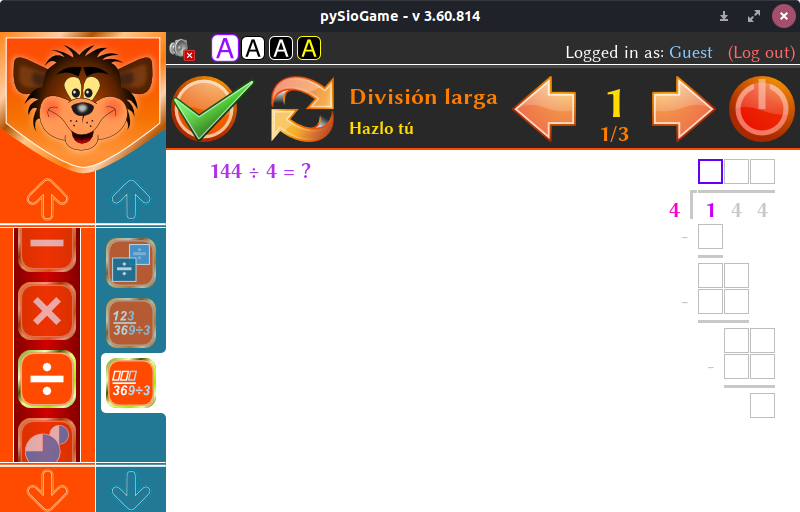 pySioGame - v 3.60.814
A A A A
Logged in as: Guest (Log out)
División larga
Hazlo tú
1
1/3
144 ÷ 4 = ?
4 1 4 4
-
-
-
−
×
÷
÷ ÷
123
369÷3
369÷3